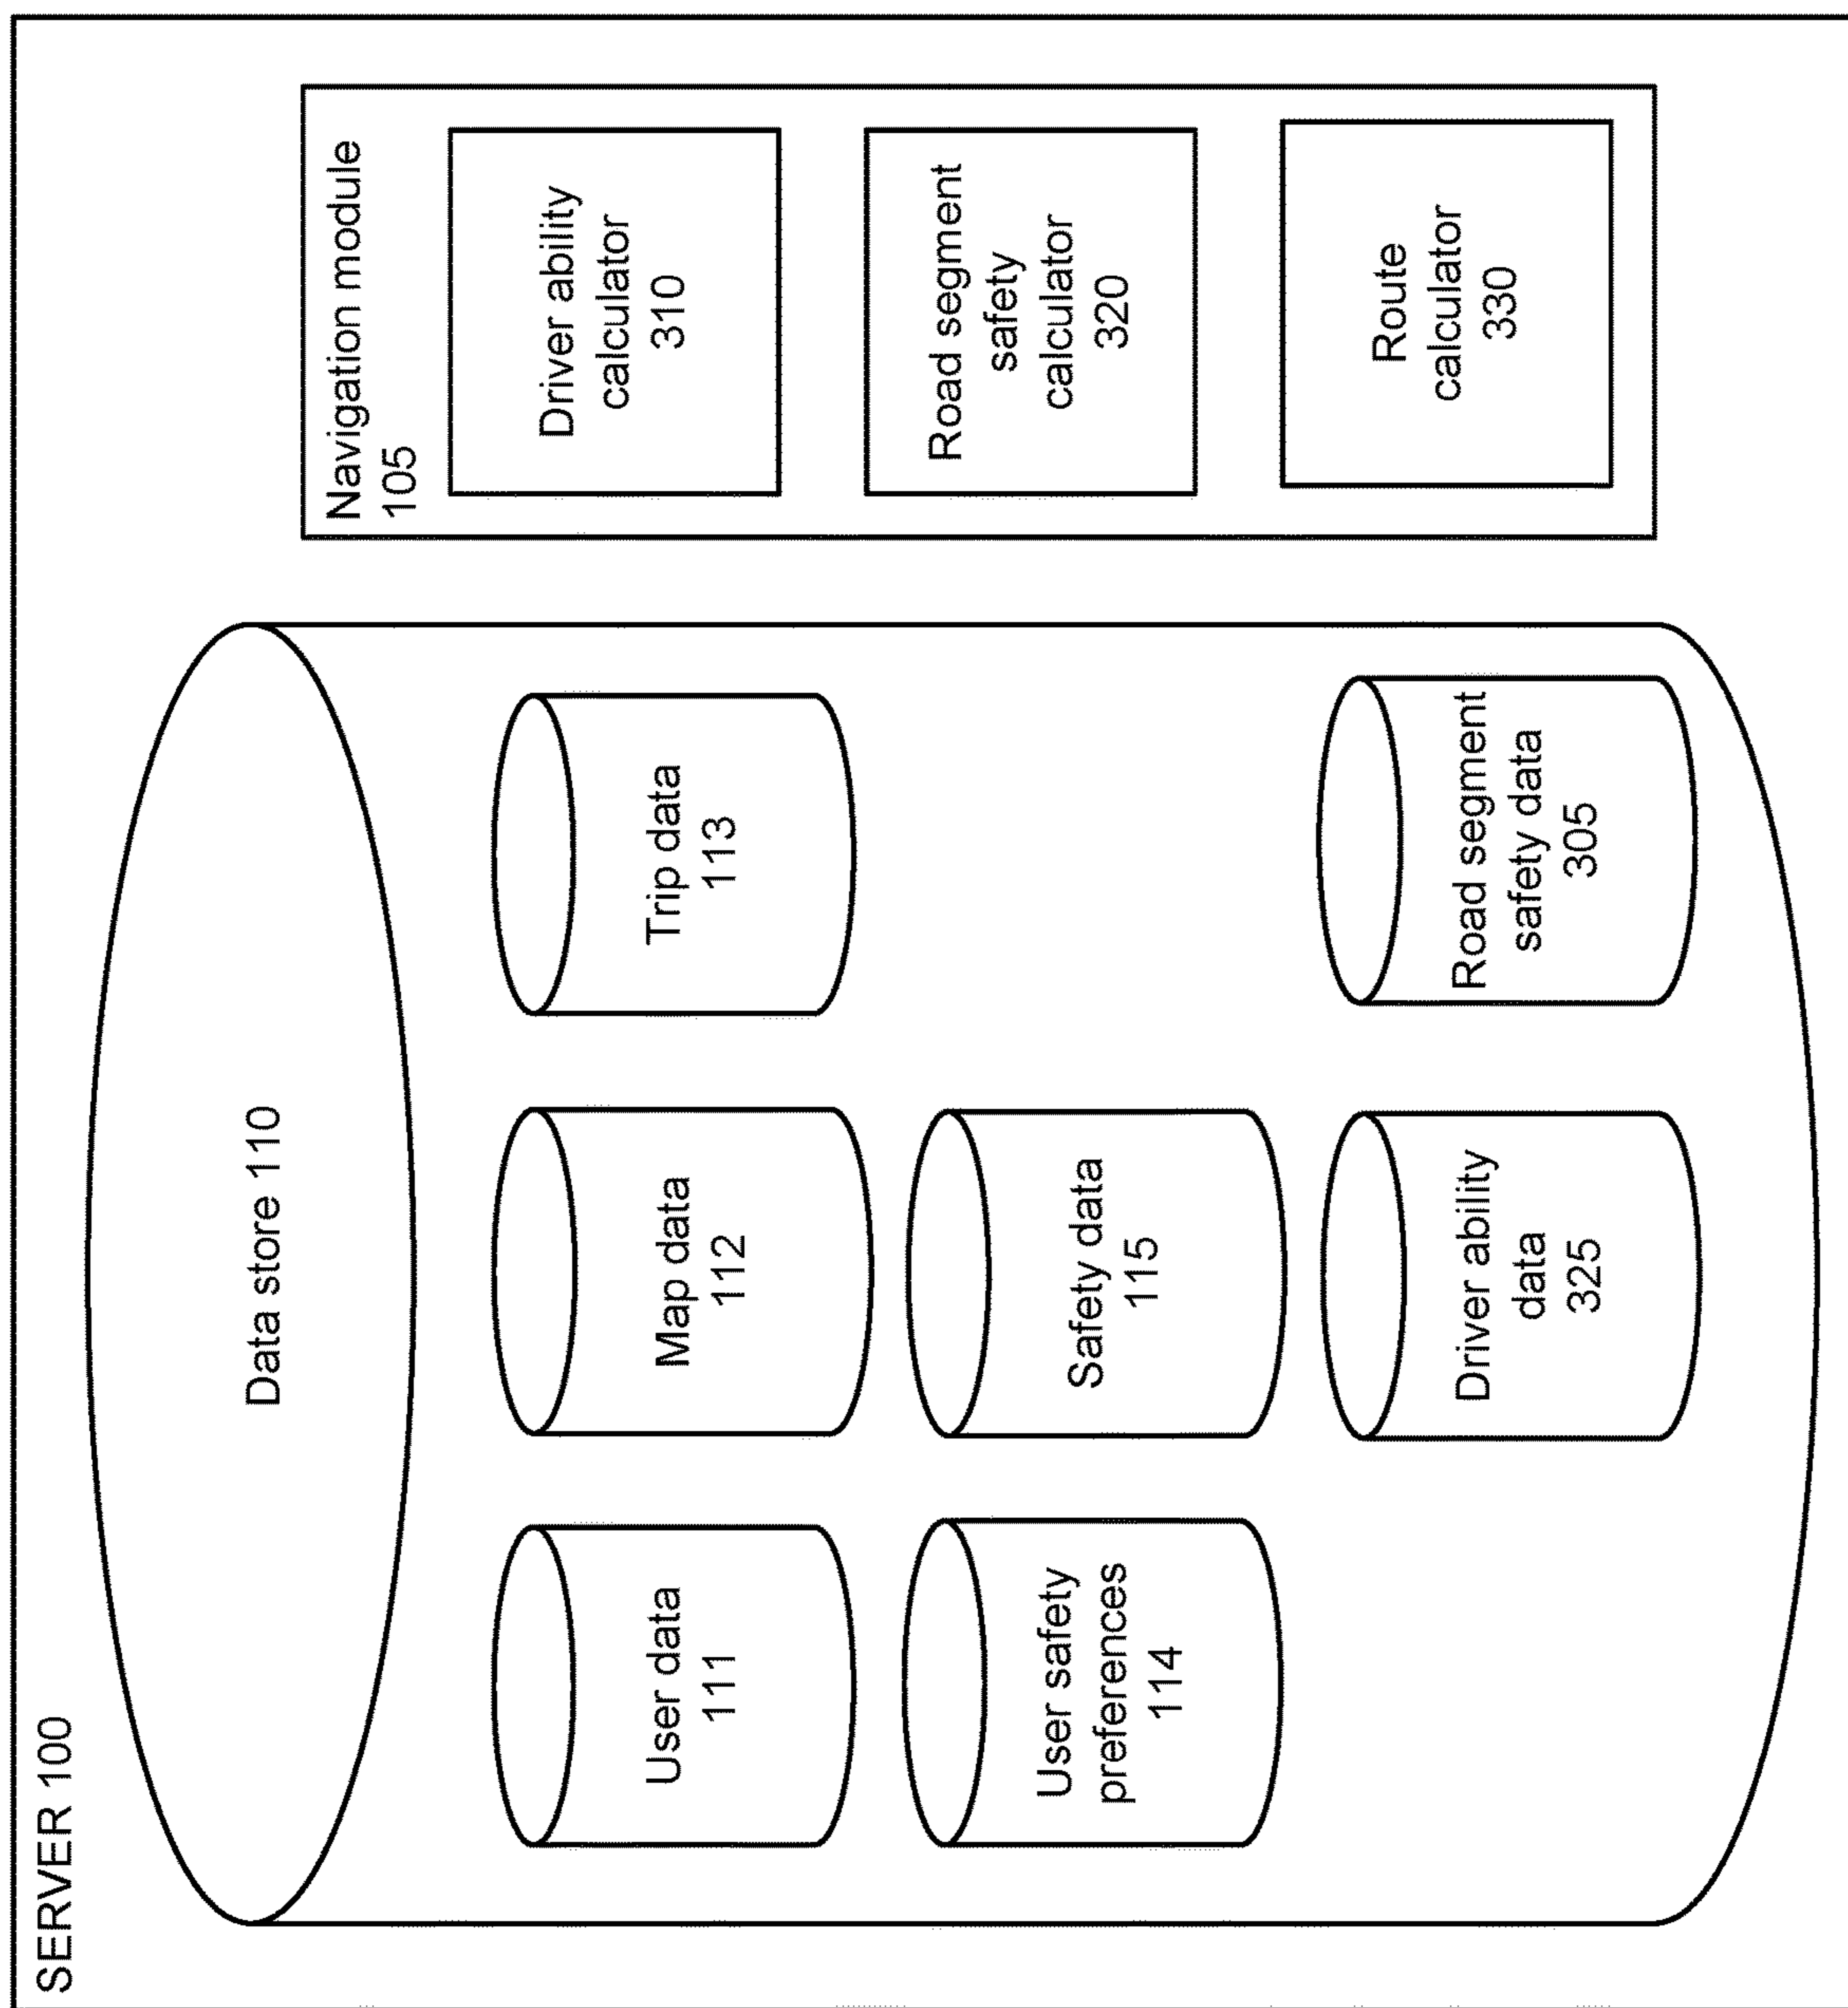 SERVER 100
Data store 110
User data
111
Map data
112
Trip data
113
User safety
preferences
114
Safety data
115
Driver ability
data
325
Road segment
safety data
305
Navigation module
105
Driver ability
calculator
310
Road segment
safety
calculator
320
Route
calculator
330